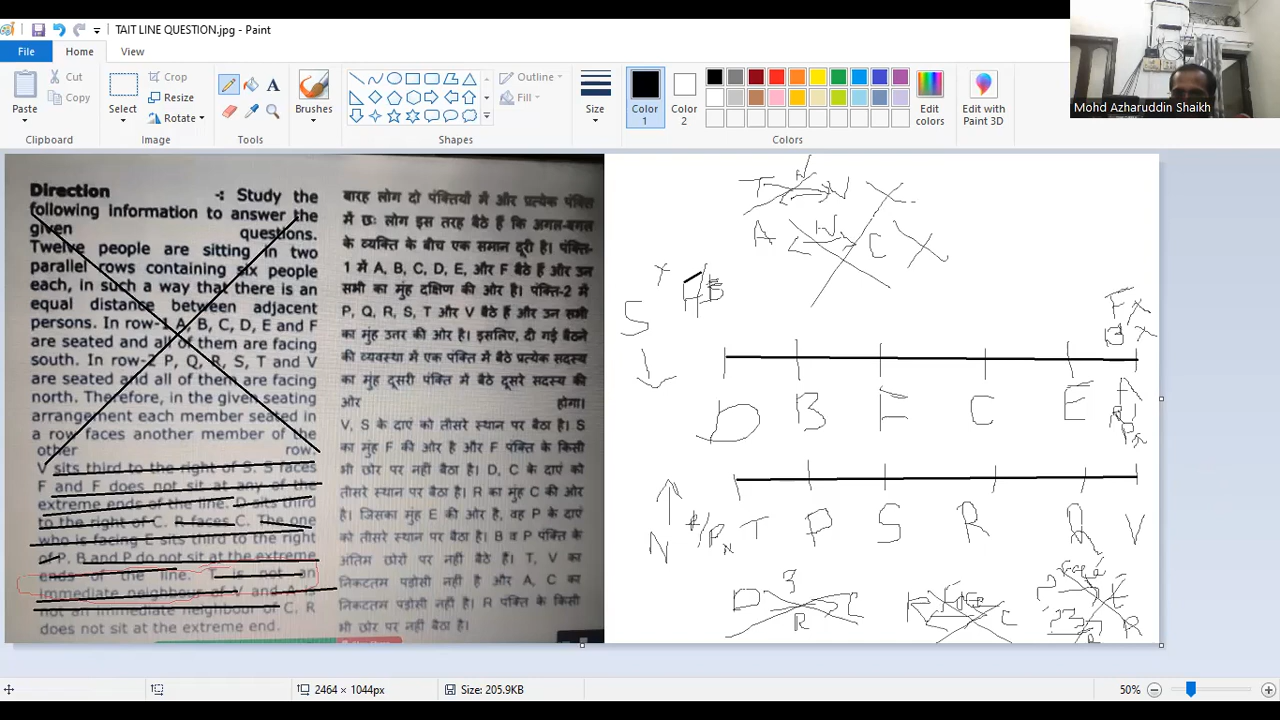 TAIT LINE QUESTION.jpg - Paint
File Home View
Paste Cut Copy Select Crop Resize Rotate Brushes Outline Fill Size Color 1 Color 2 Edit colors Edit with Paint 3D
Clipboard Image Tools Shapes Colors
Mohd Azharuddin Shaikh
Direction :- Study the
following information to answer the
given questions.
Twelve people are sitting in two
parallel rows containing six people
each, in such a way that there is an
equal distance between adjacent
persons. In row-1 A, B, C, D, E and F
are seated and all of them are facing
south. In row-2 P, Q, R, S, T and V
are seated and all of them are facing
north. Therefore, in the given seating
arrangement each member seated in
a row faces another member of the
other row.
V sits third to the right of S. S faces
F and F does not sit at any of the
extreme ends of the line. D sits third
to the right of C. R faces C. The one
who is facing E sits third to the right
of P. B and P do not sit at the extreme
ends of the line. T is not an
immediate neighbour of V and A is
not an immediate neighbour of C. R
does not sit at the extreme end.
बारह लोग दो पंक्तियों में और प्रत्येक पंक्ति
में छः लोग इस तरह बैठे हैं कि अगल-बगल
के व्यक्ति के बीच एक समान दूरी है। पंक्ति-
1 में A, B, C, D, E, और F बैठे हैं और उन
सभी का मुंह दक्षिण की ओर है। पंक्ति-2 में
P, Q, R, S, T और V बैठे हैं और उन सभी
का मुंह उत्तर की ओर है। इसलिए, दी गई बैठने
की व्यवस्था में एक पंक्ति में बैठे प्रत्येक सदस्य
का मुंह दूसरी पंक्ति में बैठे दूसरे सदस्य की
ओर होगा।
V, S के दाएं को तीसरे स्थान पर बैठा है। S
का मुंह F की ओर है और F पंक्ति के किसी
भी छोर पर नहीं बैठा है। D, C के दाएं को
तीसरे स्थान पर बैठा है। R का मुंह C की ओर
है। जिसका मुंह E की ओर है, वह P के दाएं
को तीसरे स्थान पर बैठा है। B व P पंक्ति के
अंतिम छोरों पर नहीं बैठे है। T, V का
निकटतम पड़ोसी नहीं है और A, C का
निकटतम पड़ोसी नहीं है। R पंक्ति के किसी
भी छोर पर नहीं बैठा है।
T N N
A N C
S
D B F C E A
N T P S R Q V
D 3 C
R
R face C
2464 × 1044px Size: 205.9KB 50%